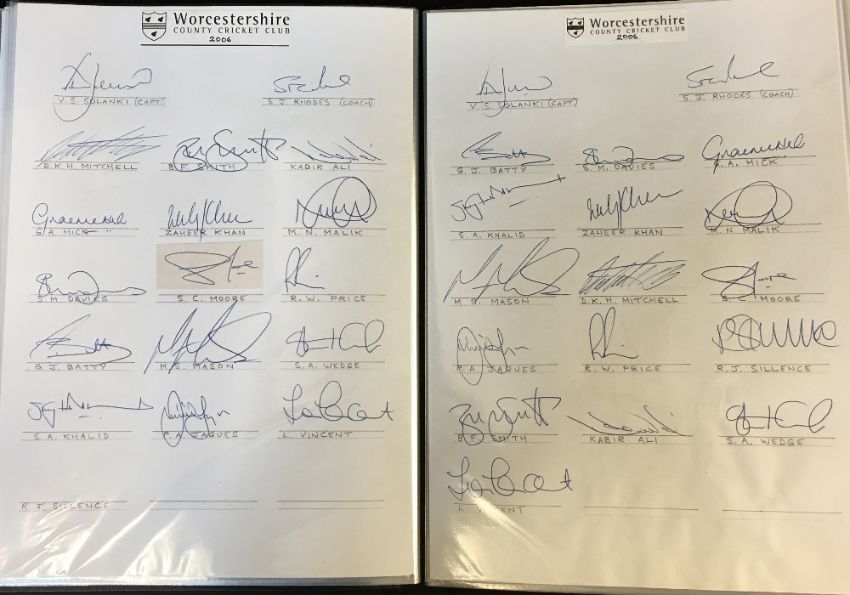 Worcestershire
COUNTY CRICKET CLUB
2006
V. S. SOLANKI (CAPT)
S. J. RHODES (COACH)
D. K. H. MITCHELL
B. F. SMITH
KABIR ALI
G. A. HICK
ZAHEER KHAN
M. N. MALIK
S. M. DAVIES
S. C. MOORE
R. W. PRICE
G. J. BATTY
M. S. MASON
S. A. WEDGE
S. A. KHALID
P. A. JAQUES
L. VINCENT
R. J. SILLENCE
Worcestershire
COUNTY CRICKET CLUB
2006
V. S. SOLANKI (CAPT)
S. J. RHODES (COACH)
G. J. BATTY
S. M. DAVIES
G. A. HICK
S. A. KHALID
ZAHEER KHAN
M. N. MALIK
M. S. MASON
D. K. H. MITCHELL
S. C. MOORE
P. A. JAQUES
R. W. PRICE
R. J. SILLENCE
B. F. SMITH
KABIR ALI
S. A. WEDGE
L. VINCENT